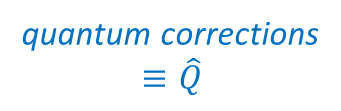 quantum corrections
≡ Q̂